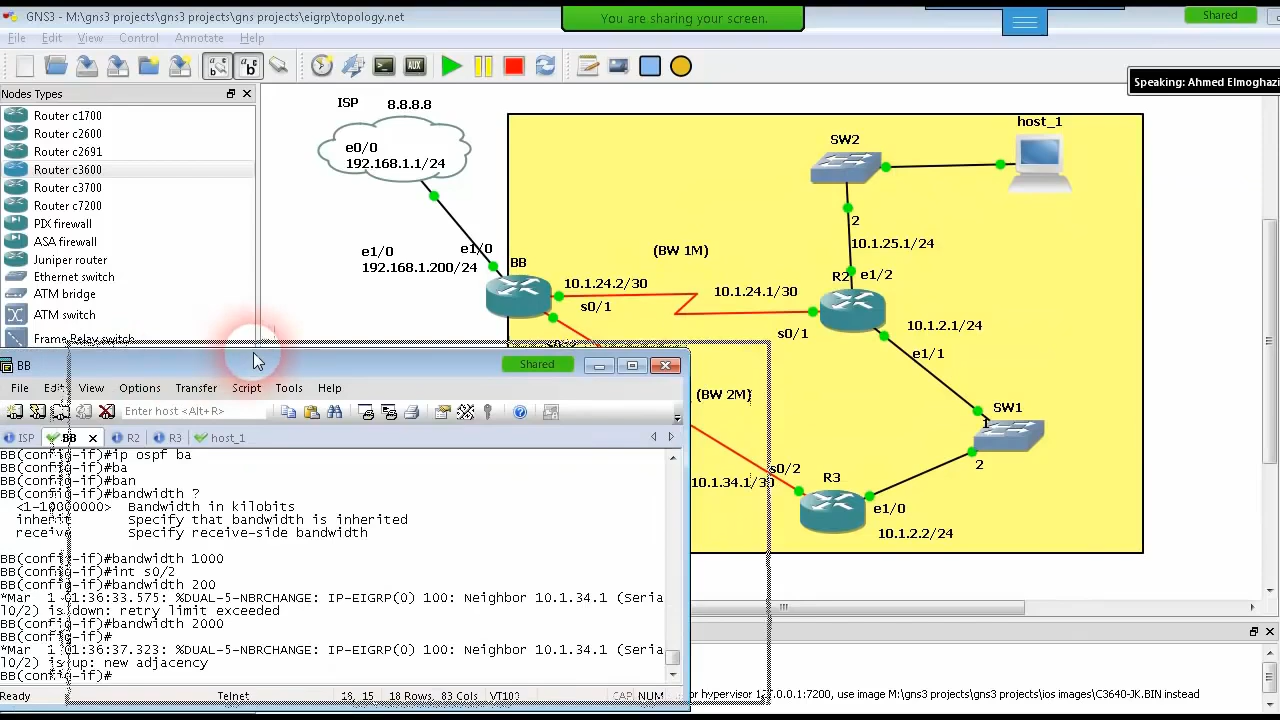 GNS3 - M:\gns3 projects\gns projects\eigrp\topology.net
You are sharing your screen.
Shared
File Edit View Control Annotate Help
AUX
Speaking: Ahmed Elmoghazi
Nodes Types
Router c1700
Router c2600
Router c2691
Router c3600
Router c3700
Router c7200
PIX firewall
ASA firewall
Juniper router
Ethernet switch
ATM bridge
ATM switch
Frame Relay switch
ISP 8.8.8.8
e0/0
192.168.1.1/24
e1/0
192.168.1.200/24
e1/0
BB
10.1.24.2/30
s0/1
(BW 1M)
10.1.24.1/30
s0/1
SW2
host_1
2
10.1.25.1/24
R2 e1/2
10.1.2.1/24
e1/1
SW1
1
2
(BW 2M)
s0/2
10.1.34.1/30
R3
e1/0
10.1.2.2/24
BB
Shared
File Edit View Options Transfer Script Tools Help
Enter host <Alt+R>
ISP BB R2 R3 host_1
BB(config-if)#ip ospf ba
BB(config-if)#ba
BB(config-if)#ban
BB(config-if)#bandwidth ?
<1-10000000> Bandwidth in kilobits
inherit specify that bandwidth is inherited
receive specify receive-side bandwidth
BB(config-if)#bandwidth 1000
BB(config-if)#int s0/2
BB(config-if)#bandwidth 200
*Mar 1 01:36:33.575: %DUAL-5-NBRCHANGE: IP-EIGRP(0) 100: Neighbor 10.1.34.1 (Seria
l0/2) is down: retry limit exceeded
BB(config-if)#bandwidth 2000
BB(config-if)#
*Mar 1 01:36:37.323: %DUAL-5-NBRCHANGE: IP-EIGRP(0) 100: Neighbor 10.1.34.1 (Seria
l0/2) is up: new adjacency
BB(config-if)#
Ready Telnet 18, 15 18 Rows, 83 Cols VT102 CAP NUM
or hypervisor 127.0.0.1:7200, use image M:\gns3 projects\gns3 projects\ios images\C3640-JK.BIN instead